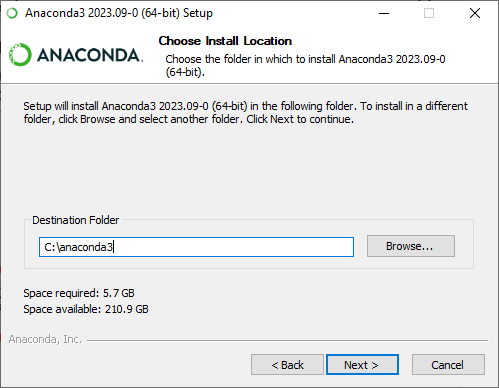 Anaconda3 2023.09-0 (64-bit) Setup
ANACONDA.
Choose Install Location
Choose the folder in which to install Anaconda3 2023.09-0
(64-bit).
Setup will install Anaconda3 2023.09-0 (64-bit) in the following folder. To install in a different
folder, click Browse and select another folder. Click Next to continue.
Destination Folder
C:\anaconda3
Browse...
Space required: 5.7 GB
Space available: 210.9 GB
Anaconda, Inc.
< Back
Next >
Cancel